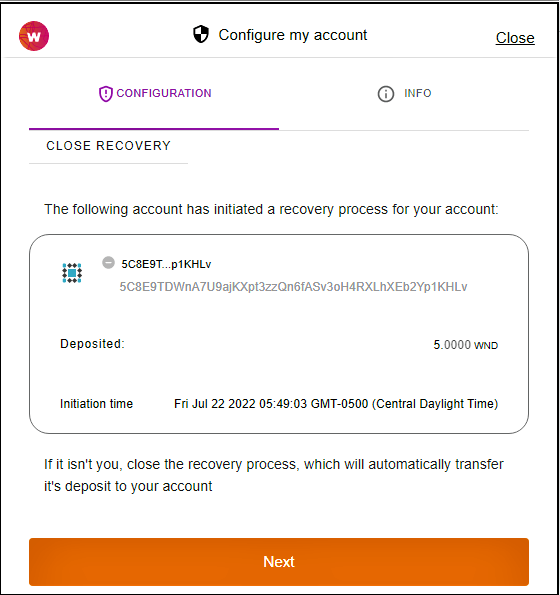 w
Configure my account
Close
CONFIGURATION
INFO
CLOSE RECOVERY
The following account has initiated a recovery process for your account:
5C8E9T...p1KHLv
5C8E9TDWnA7U9ajKXpt3zzQn6fASv3oH4RXLhXEb2Yp1KHLv
Deposited:
5.0000 WND
Initiation time
Fri Jul 22 2022 05:49:03 GMT-0500 (Central Daylight Time)
If it isn't you, close the recovery process, which will automatically transfer
it's deposit to your account
Next